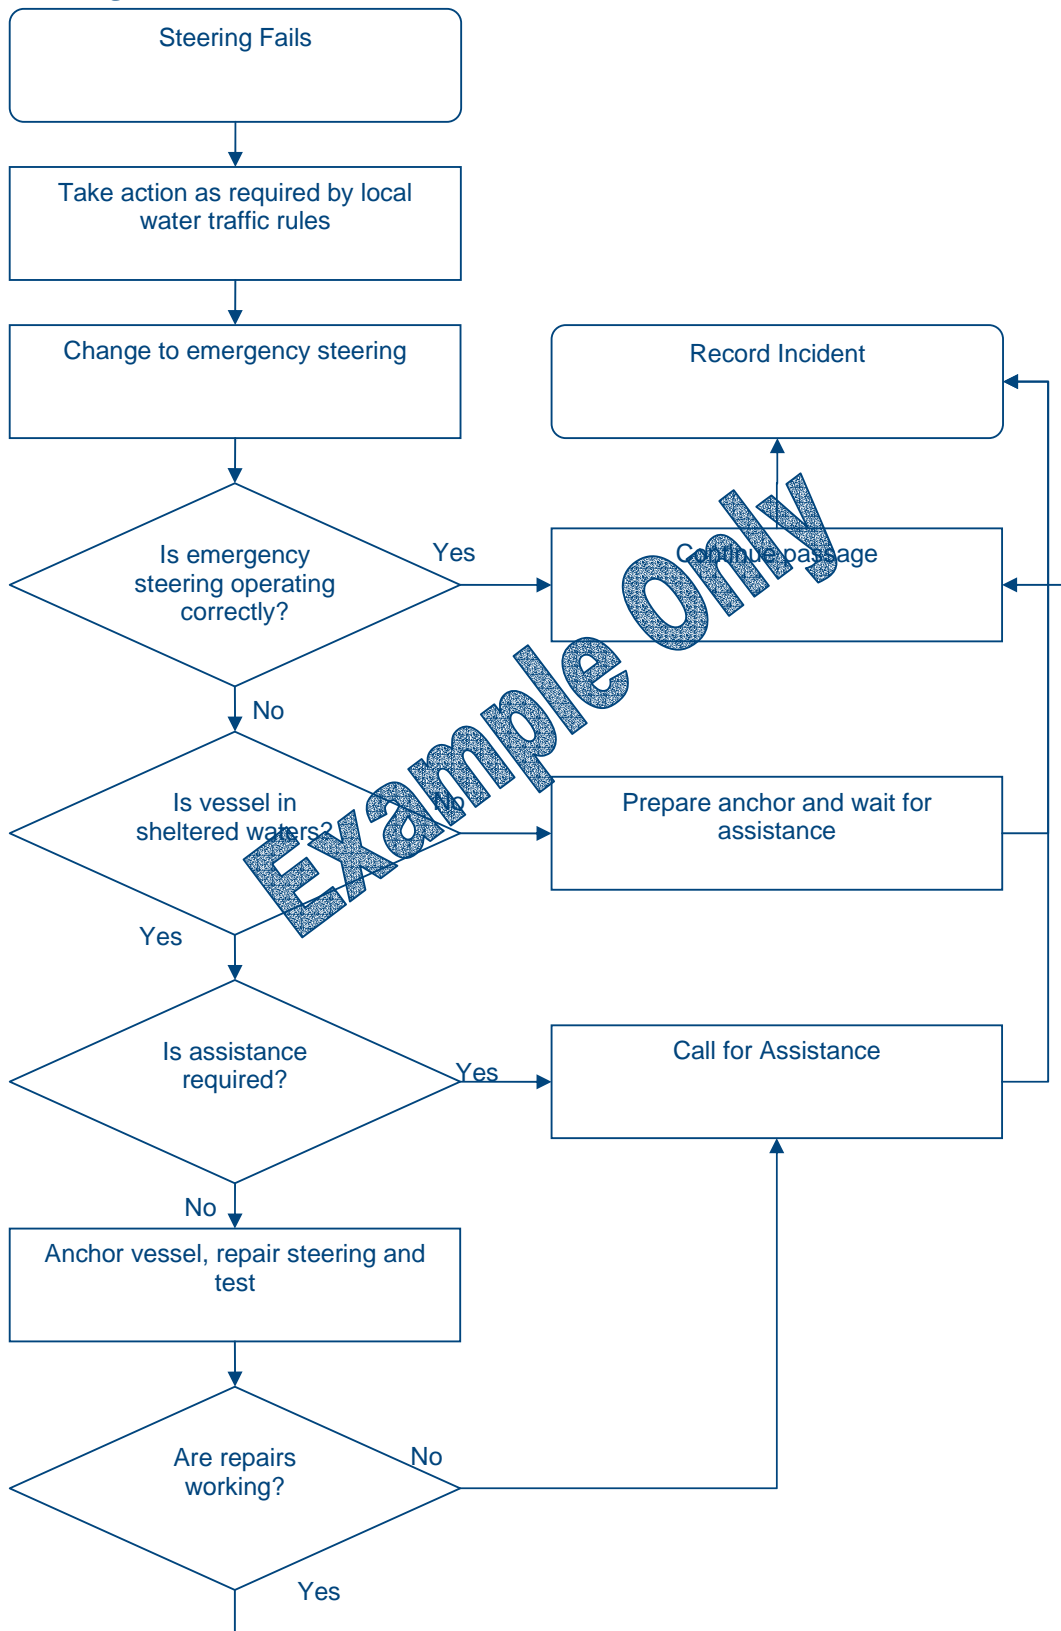 Steering Fails
Take action as required by local
water traffic rules
Change to emergency steering
Record Incident
Is emergency
steering operating
correctly?
Yes
Continue passage
No
Is vessel in
sheltered waters?
No
Prepare anchor and wait for
assistance
Yes
Is assistance
required?
Yes
Call for Assistance
No
Anchor vessel, repair steering and
test
Are repairs
working?
No
Yes
Example Only